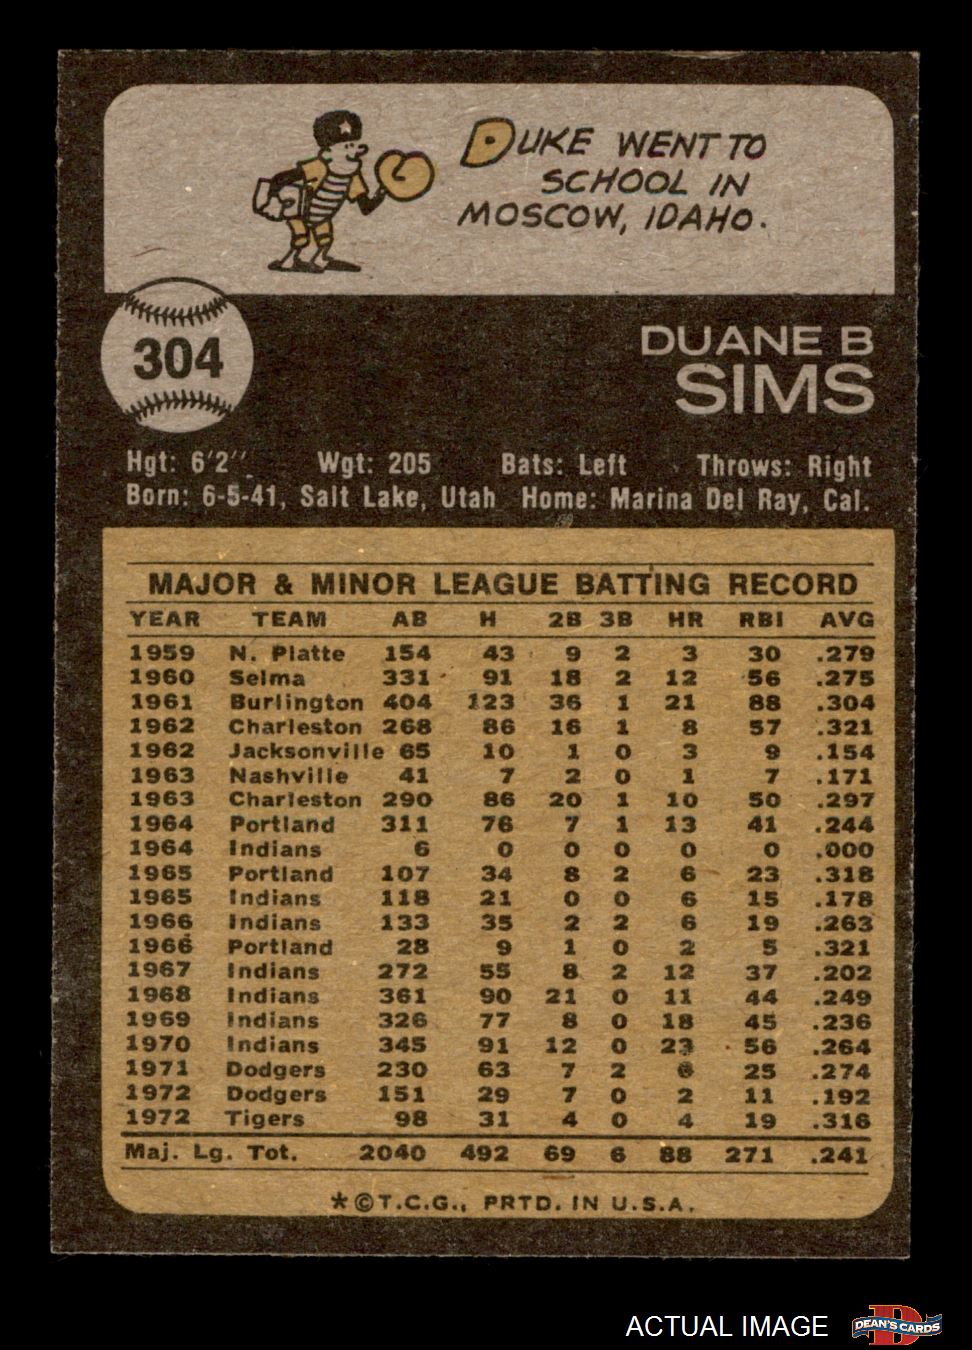 DUKE WENT TO
SCHOOL IN
MOSCOW, IDAHO.
304
DUANE B
SIMS
Hgt: 6'2" Wgt: 205 Bats: Left Throws: Right
Born: 6-5-41, Salt Lake, Utah Home: Marina Del Ray, Cal.
MAJOR & MINOR LEAGUE BATTING RECORD
YEAR TEAM AB H 2B 3B HR RBI AVG
1959 N. Platte 154 43 9 2 3 30 .279
1960 Selma 331 91 18 2 12 56 .275
1961 Burlington 404 123 36 1 21 88 .304
1962 Charleston 268 86 16 1 8 57 .321
1962 Jacksonville 65 10 1 0 3 9 .154
1963 Nashville 41 7 2 0 1 7 .171
1963 Charleston 290 86 20 1 10 50 .297
1964 Portland 311 76 7 1 13 41 .244
1964 Indians 6 0 0 0 0 0 .000
1965 Portland 107 34 8 2 6 23 .318
1965 Indians 118 21 0 0 6 15 .178
1966 Indians 133 35 2 2 6 19 .263
1966 Portland 28 9 1 0 2 5 .321
1967 Indians 272 55 8 2 12 37 .202
1968 Indians 361 90 21 0 11 44 .249
1969 Indians 326 77 8 0 18 45 .236
1970 Indians 345 91 12 0 23 56 .264
1971 Dodgers 230 63 7 2 6 25 .274
1972 Dodgers 151 29 7 0 2 11 .192
1972 Tigers 98 31 4 0 4 19 .316
Maj. Lg. Tot. 2040 492 69 6 88 271 .241
*©T.C.G., PRTD. IN U.S.A.
ACTUAL IMAGE
D
DEAN'S CARDS